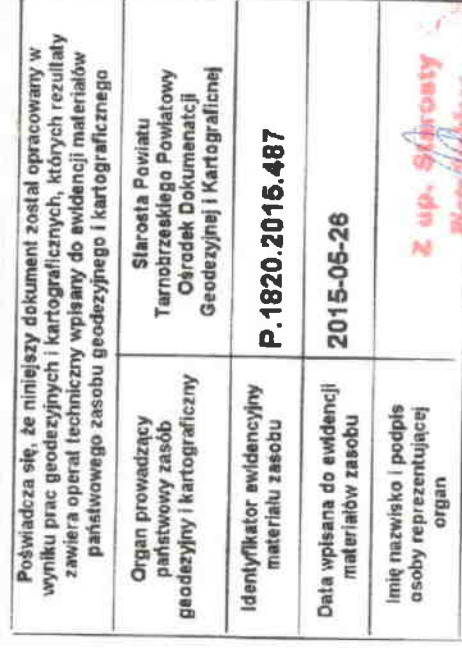 Poświadcza się, że niniejszy dokument został opracowany w
wyniku prac geodezyjnych i kartograficznych, których rezultaty
zawiera operat techniczny wpisany do ewidencji materiałów
państwowego zasobu geodezyjnego i kartograficznego
Organ prowadzący
państwowy zasób
geodezyjny i kartograficzny
Starosta Powiatu
Tarnobrzeskiego Powiatowy
Ośrodek Dokumenatcji
Geodezyjnej i Kartograficnej
Identyfikator ewidencyjny
materiału zasobu
P.1820.2015.487
Data wpisana do ewidencji
materiałów zasobu
2015-05-26
Imię nazwisko i podpis
osoby reprezentującej
organ
Z up. Starosty